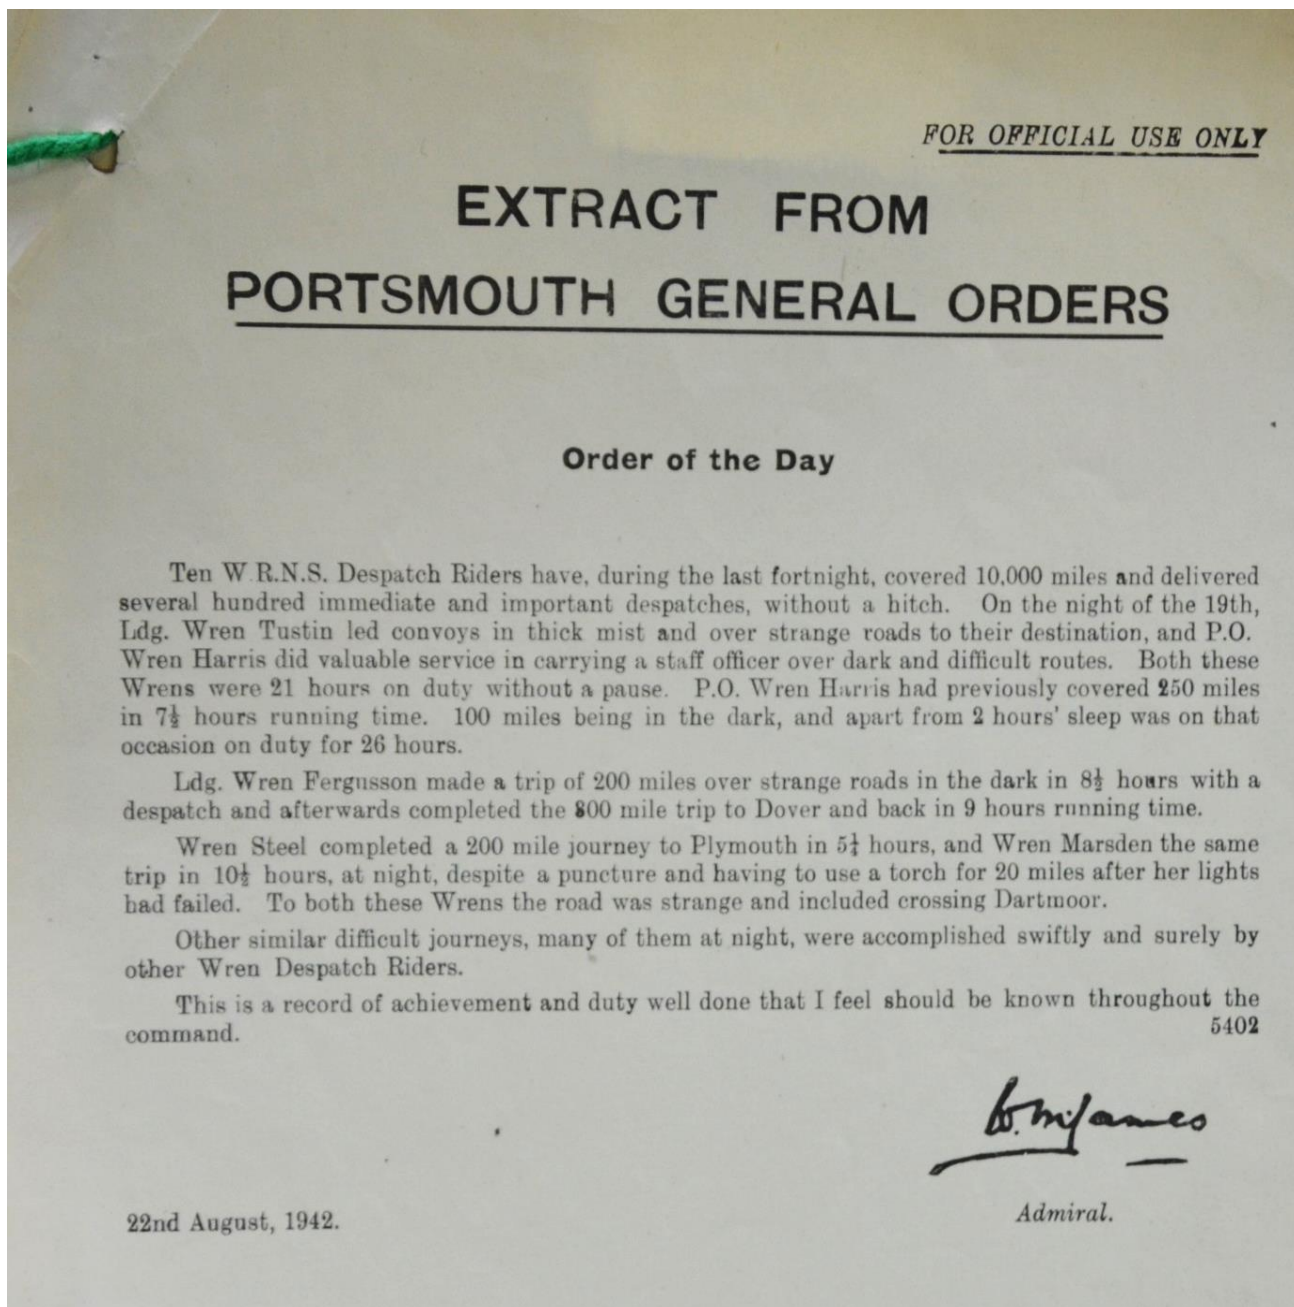 FOR OFFICIAL USE ONLY
EXTRACT FROM
PORTSMOUTH GENERAL ORDERS
Order of the Day
Ten W.R.N.S. Despatch Riders have, during the last fortnight, covered 10,000 miles and delivered
several hundred immediate and important despatches, without a hitch. On the night of the 19th,
Ldg. Wren Tustin led convoys in thick mist and over strange roads to their destination, and P.O.
Wren Harris did valuable service in carrying a staff officer over dark and difficult routes. Both these
Wrens were 21 hours on duty without a pause. P.O. Wren Harris had previously covered 250 miles
in 7½ hours running time. 100 miles being in the dark, and apart from 2 hours' sleep was on that
occasion on duty for 26 hours.
Ldg. Wren Fergusson made a trip of 200 miles over strange roads in the dark in 8½ hours with a
despatch and afterwards completed the 300 mile trip to Dover and back in 9 hours running time.
Wren Steel completed a 200 mile journey to Plymouth in 5¼ hours, and Wren Marsden the same
trip in 10½ hours, at night, despite a puncture and having to use a torch for 20 miles after her lights
had failed. To both these Wrens the road was strange and included crossing Dartmoor.
Other similar difficult journeys, many of them at night, were accomplished swiftly and surely by
other Wren Despatch Riders.
This is a record of achievement and duty well done that I feel should be known throughout the
command. 5402
W. M. James
22nd August, 1942. Admiral.